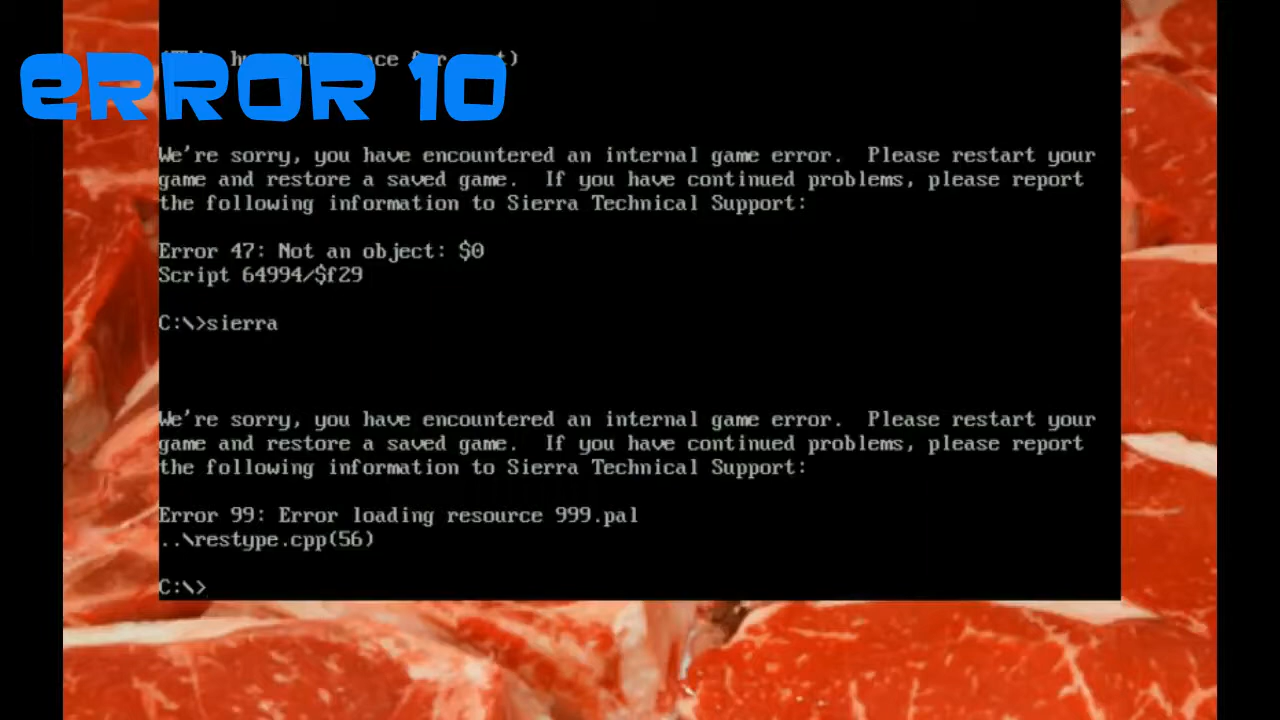 ERROR 10
We're sorry, you have encountered an internal game error.  Please restart your
game and restore a saved game.  If you have continued problems, please report
the following information to Sierra Technical Support:
Error 47: Not an object: $0
Script 64994/$f29
C:\>sierra
We're sorry, you have encountered an internal game error.  Please restart your
game and restore a saved game.  If you have continued problems, please report
the following information to Sierra Technical Support:
Error 99: Error loading resource 999.pal
..\restype.cpp(56)
C:\>